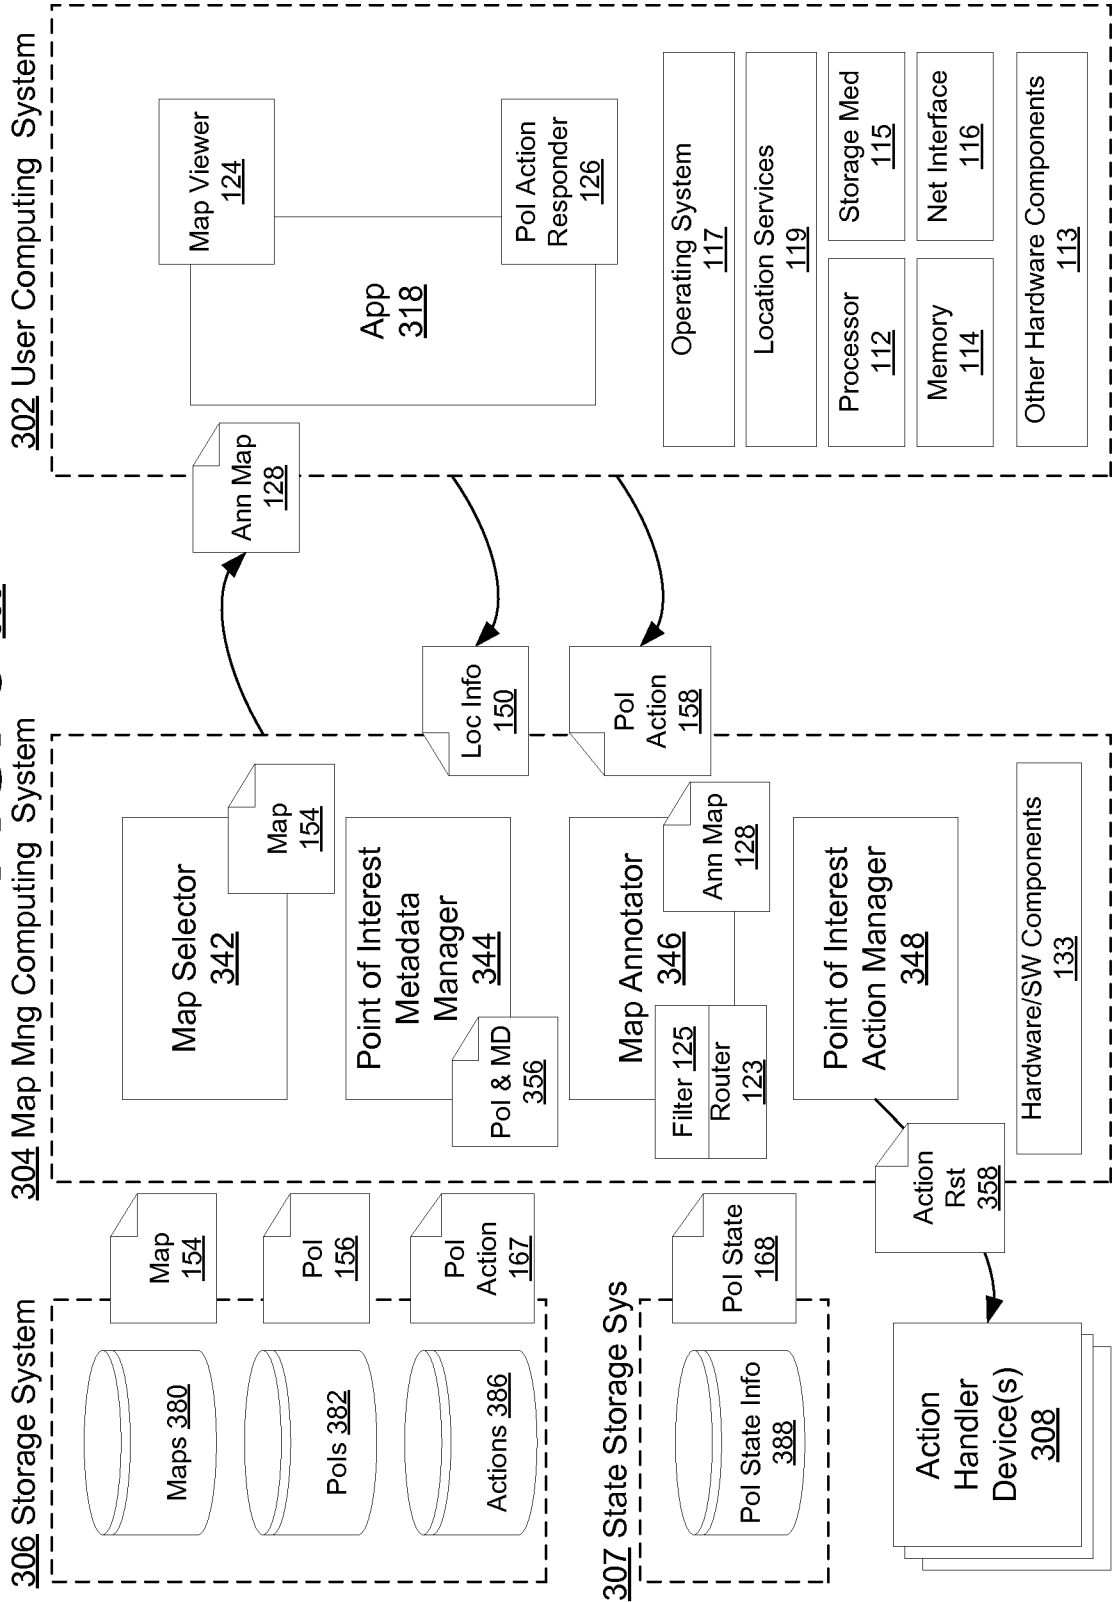 306 Storage System
Maps 380
PoIs 382
Actions 386
Map
154
PoI
156
PoI
Action
167
307 State Storage Sys
PoI State Info
388
PoI State
168
Action
Handler
Device(s)
308
304 Map Mng Computing System
Map Selector
342
Map
154
Point of Interest
Metadata
Manager
344
PoI & MD
356
Map Annotator
346
Filter 125
Router
123
Ann Map
128
Point of Interest
Action Manager
348
Action
Rst
358
Hardware/SW Components
133
Loc Info
150
PoI
Action
158
302 User Computing System
Ann Map
128
App
318
Map Viewer
124
PoI Action
Responder
126
Operating System
117
Location Services
119
Processor
112
Storage Med
115
Memory
114
Net Interface
116
Other Hardware Components
113